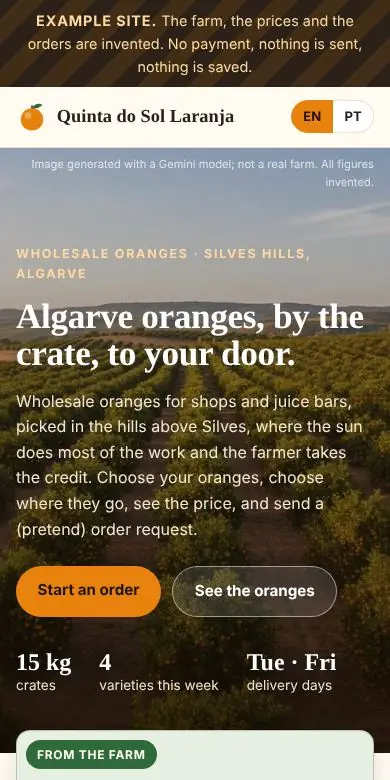 EXAMPLE SITE. The farm, the prices and the
orders are invented. No payment, nothing is sent,
nothing is saved.
Quinta do Sol Laranja
EN PT
Image generated with a Gemini model; not a real farm. All figures
invented.
WHOLESALE ORANGES · SILVES HILLS,
ALGARVE
Algarve oranges, by the
crate, to your door.
Wholesale oranges for shops and juice bars,
picked in the hills above Silves, where the sun
does most of the work and the farmer takes
the credit. Choose your oranges, choose
where they go, see the price, and send a
(pretend) order request.
Start an order See the oranges
15 kg 4 Tue · Fri
crates varieties this week delivery days
FROM THE FARM